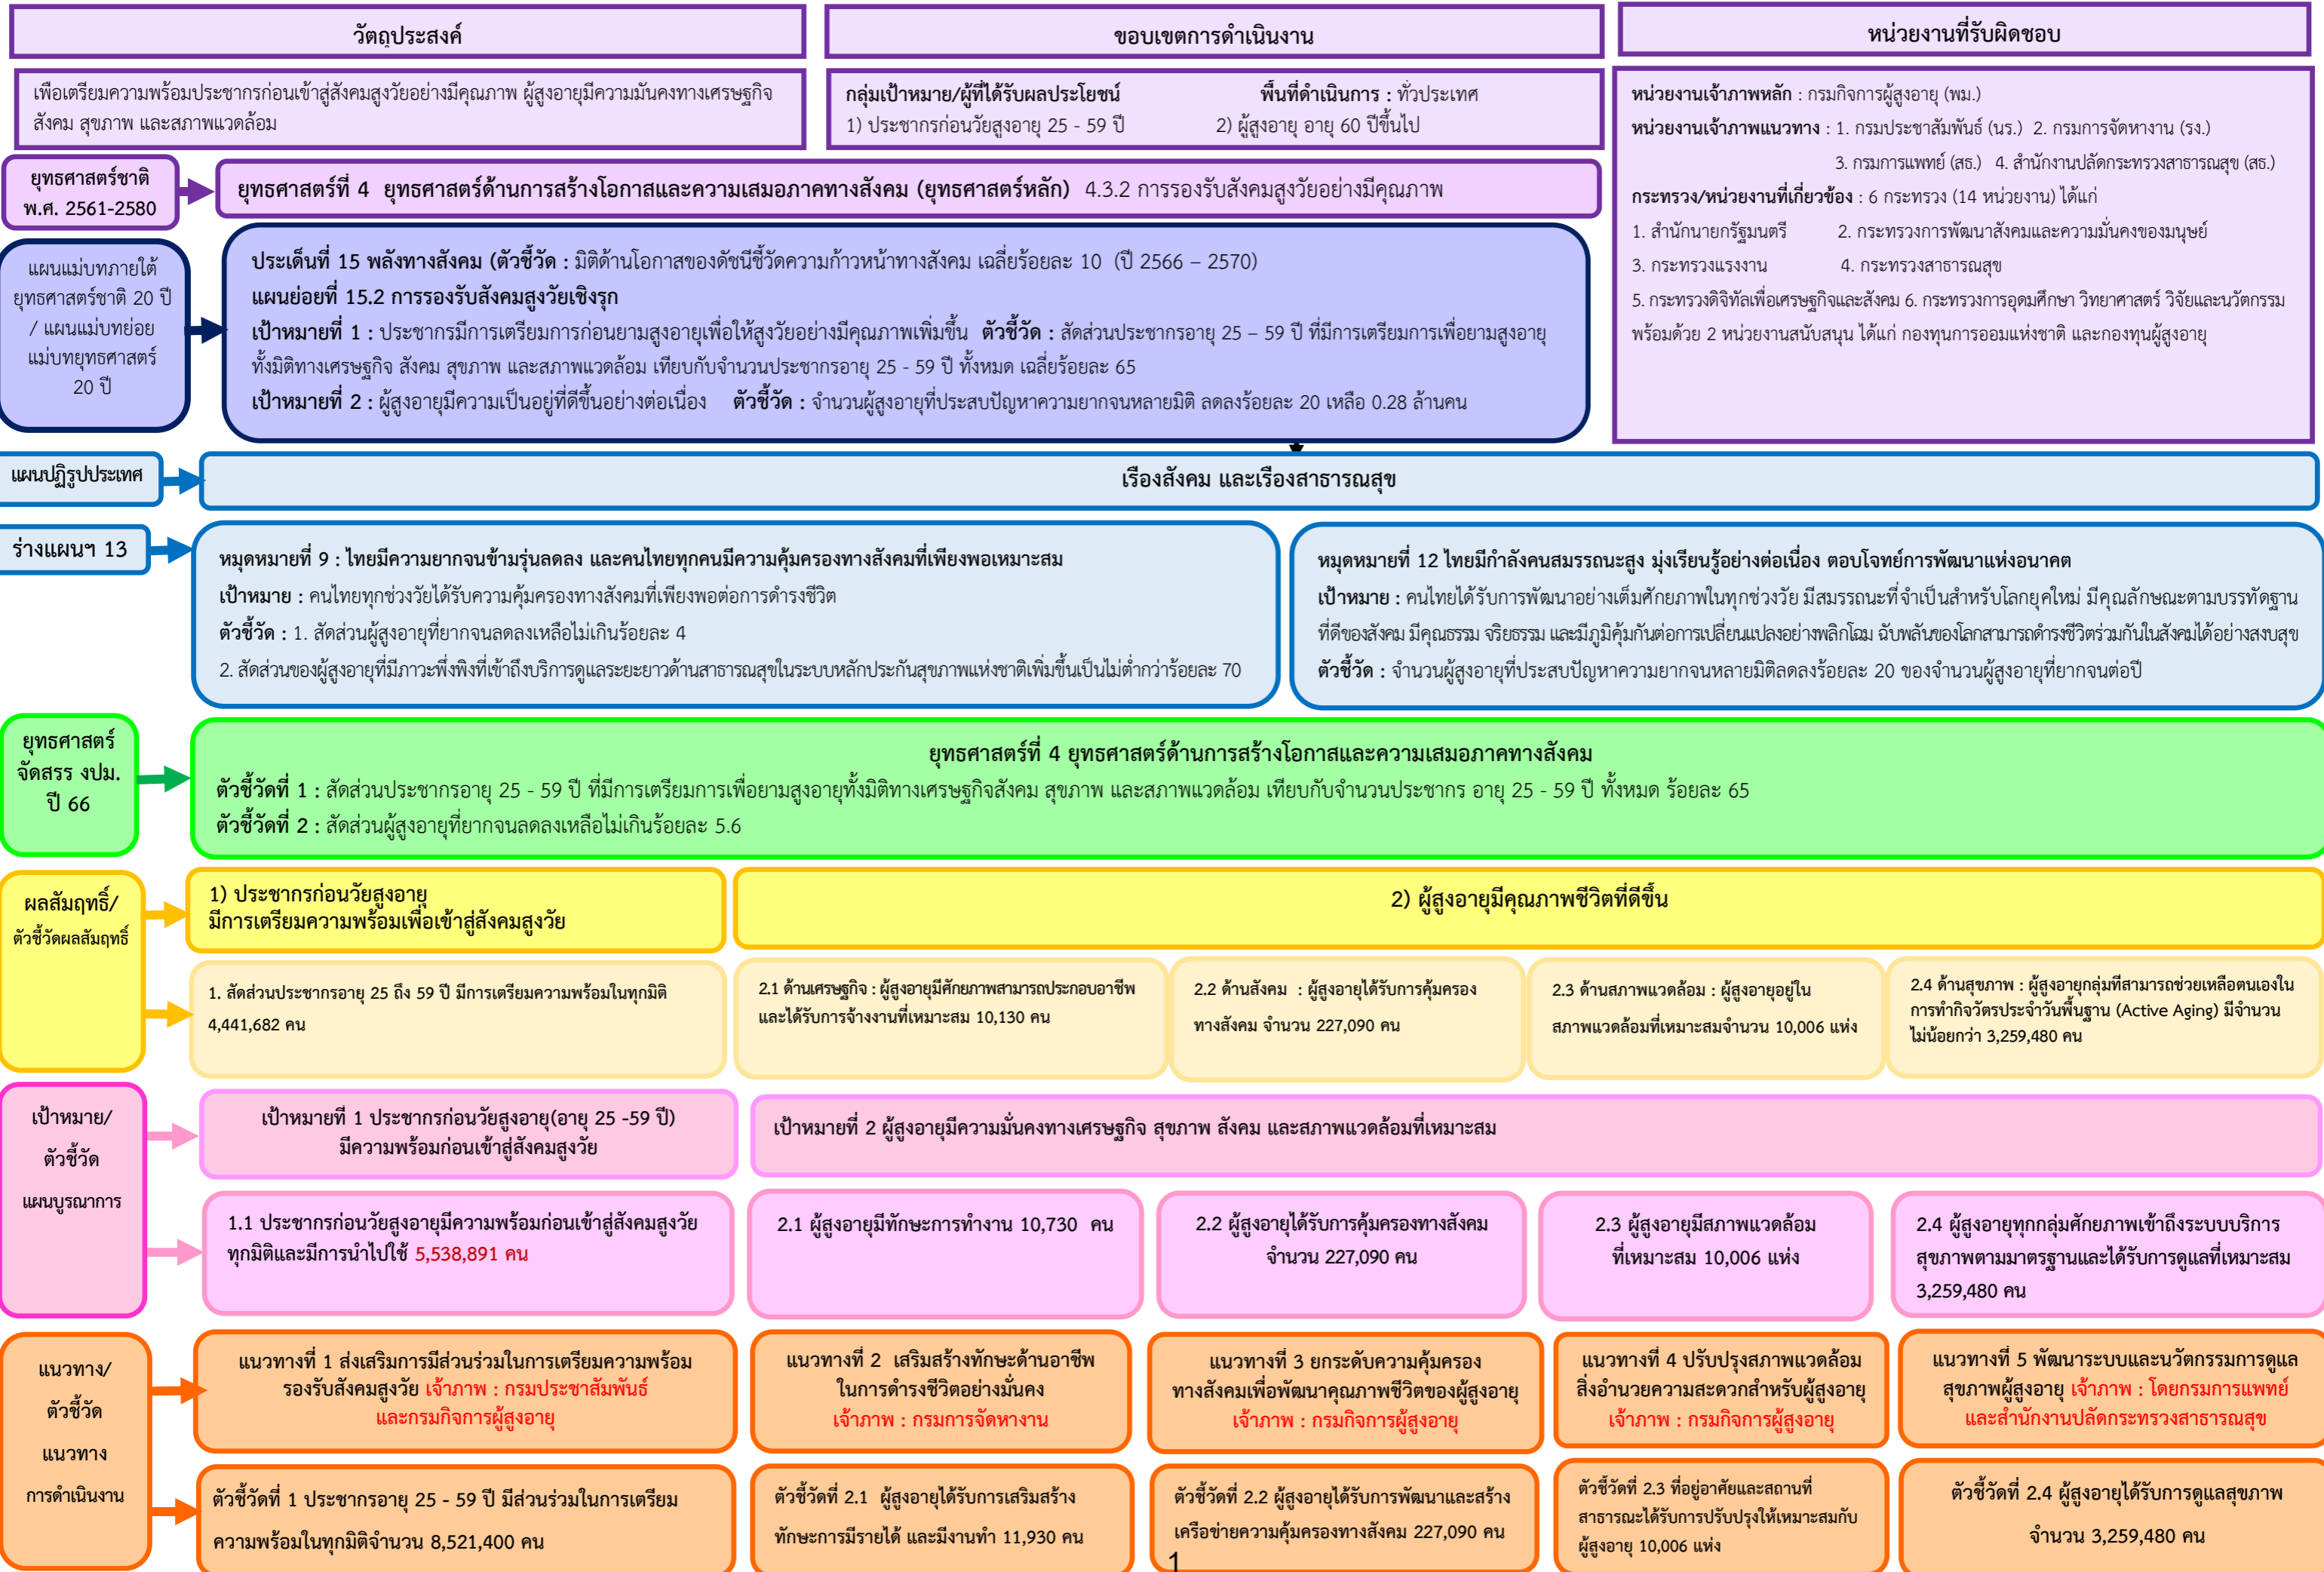 วัตถุประสงค์
เพื่อเตรียมความพร้อมประชากรก่อนเข้าสู่สังคมสูงวัยอย่างมีคุณภาพ ผู้สูงอายุมีความมั่นคงทางเศรษฐกิจ
สังคม สุขภาพ และสภาพแวดล้อม
ขอบเขตการดำเนินงาน
กลุ่มเป้าหมาย/ผู้ที่ได้รับผลประโยชน์ พื้นที่ดำเนินการ : ทั่วประเทศ
1) ประชากรก่อนวัยสูงอายุ 25 - 59 ปี 2) ผู้สูงอายุ อายุ 60 ปีขึ้นไป
หน่วยงานที่รับผิดชอบ
หน่วยงานเจ้าภาพหลัก : กรมกิจการผู้สูงอายุ (พม.)
หน่วยงานเจ้าภาพแนวทาง : 1. กรมประชาสัมพันธ์ (นร.) 2. กรมการจัดหางาน (รง.)
3. กรมการแพทย์ (สธ.) 4. สำนักงานปลัดกระทรวงสาธารณสุข (สธ.)
กระทรวง/หน่วยงานที่เกี่ยวข้อง : 6 กระทรวง (14 หน่วยงาน) ได้แก่
1. สำนักนายกรัฐมนตรี 2. กระทรวงการพัฒนาสังคมและความมั่นคงของมนุษย์
3. กระทรวงแรงงาน 4. กระทรวงสาธารณสุข
5. กระทรวงดิจิทัลเพื่อเศรษฐกิจและสังคม 6. กระทรวงการอุดมศึกษา วิทยาศาสตร์ วิจัยและนวัตกรรม
พร้อมด้วย 2 หน่วยงานสนับสนุน ได้แก่ กองทุนการออมแห่งชาติ และกองทุนผู้สูงอายุ
ยุทธศาสตร์ชาติ
พ.ศ. 2561-2580
ยุทธศาสตร์ที่ 4 ยุทธศาสตร์ด้านการสร้างโอกาสและความเสมอภาคทางสังคม (ยุทธศาสตร์หลัก) 4.3.2 การรองรับสังคมสูงวัยอย่างมีคุณภาพ
แผนแม่บทภายใต้
ยุทธศาสตร์ชาติ 20 ปี
/ แผนแม่บทย่อย
แม่บทยุทธศาสตร์
20 ปี
ประเด็นที่ 15 พลังทางสังคม (ตัวชี้วัด : มิติด้านโอกาสของดัชนีชี้วัดความก้าวหน้าทางสังคม เฉลี่ยร้อยละ 10 (ปี 2566 – 2570)
แผนย่อยที่ 15.2 การรองรับสังคมสูงวัยเชิงรุก
เป้าหมายที่ 1 : ประชากรมีการเตรียมการก่อนยามสูงอายุเพื่อให้สูงวัยอย่างมีคุณภาพเพิ่มขึ้น ตัวชี้วัด : สัดส่วนประชากรอายุ 25 – 59 ปี ที่มีการเตรียมการเพื่อยามสูงอายุ
ทั้งมิติทางเศรษฐกิจ สังคม สุขภาพ และสภาพแวดล้อม เทียบกับจำนวนประชากรอายุ 25 - 59 ปี ทั้งหมด เฉลี่ยร้อยละ 65
เป้าหมายที่ 2 : ผู้สูงอายุมีความเป็นอยู่ที่ดีขึ้นอย่างต่อเนื่อง ตัวชี้วัด : จำนวนผู้สูงอายุที่ประสบปัญหาความยากจนหลายมิติ ลดลงร้อยละ 20 เหลือ 0.28 ล้านคน
แผนปฏิรูปประเทศ
เรื่องสังคม และเรื่องสาธารณสุข
ร่างแผนฯ 13
หมุดหมายที่ 9 : ไทยมีความยากจนข้ามรุ่นลดลง และคนไทยทุกคนมีความคุ้มครองทางสังคมที่เพียงพอเหมาะสม
เป้าหมาย : คนไทยทุกช่วงวัยได้รับความคุ้มครองทางสังคมที่เพียงพอต่อการดำรงชีวิต
ตัวชี้วัด : 1. สัดส่วนผู้สูงอายุที่ยากจนลดลงเหลือไม่เกินร้อยละ 4
2. สัดส่วนของผู้สูงอายุที่มีภาวะพึ่งพิงที่เข้าถึงบริการดูแลระยะยาวด้านสาธารณสุขในระบบหลักประกันสุขภาพแห่งชาติเพิ่มขึ้นเป็นไม่ต่ำกว่าร้อยละ 70
หมุดหมายที่ 12 ไทยมีกำลังคนสมรรถนะสูง มุ่งเรียนรู้อย่างต่อเนื่อง ตอบโจทย์การพัฒนาแห่งอนาคต
เป้าหมาย : คนไทยได้รับการพัฒนาอย่างเต็มศักยภาพในทุกช่วงวัย มีสมรรถนะที่จำเป็นสำหรับโลกยุคใหม่ มีคุณลักษณะตามบรรทัดฐาน
ที่ดีของสังคม มีคุณธรรม จริยธรรม และมีภูมิคุ้มกันต่อการเปลี่ยนแปลงอย่างพลิกโฉม ฉับพลันของโลกสามารถดำรงชีวิตร่วมกันในสังคมได้อย่างสงบสุข
ตัวชี้วัด : จำนวนผู้สูงอายุที่ประสบปัญหาความยากจนหลายมิติลดลงร้อยละ 20 ของจำนวนผู้สูงอายุที่ยากจนต่อปี
ยุทธศาสตร์
จัดสรร งปม.
ปี 66
ยุทธศาสตร์ที่ 4 ยุทธศาสตร์ด้านการสร้างโอกาสและความเสมอภาคทางสังคม
ตัวชี้วัดที่ 1 : สัดส่วนประชากรอายุ 25 - 59 ปี ที่มีการเตรียมการเพื่อยามสูงอายุทั้งมิติทางเศรษฐกิจสังคม สุขภาพ และสภาพแวดล้อม เทียบกับจำนวนประชากร อายุ 25 - 59 ปี ทั้งหมด ร้อยละ 65
ตัวชี้วัดที่ 2 : สัดส่วนผู้สูงอายุที่ยากจนลดลงเหลือไม่เกินร้อยละ 5.6
ผลสัมฤทธิ์/
ตัวชี้วัดผลสัมฤทธิ์
1) ประชากรก่อนวัยสูงอายุ
มีการเตรียมความพร้อมเพื่อเข้าสู่สังคมสูงวัย
2) ผู้สูงอายุมีคุณภาพชีวิตที่ดีขึ้น
1. สัดส่วนประชากรอายุ 25 ถึง 59 ปี มีการเตรียมความพร้อมในทุกมิติ
4,441,682 คน
2.1 ด้านเศรษฐกิจ : ผู้สูงอายุมีศักยภาพสามารถประกอบอาชีพ
และได้รับการจ้างงานที่เหมาะสม 10,130 คน
2.2 ด้านสังคม : ผู้สูงอายุได้รับการคุ้มครอง
ทางสังคม จำนวน 227,090 คน
2.3 ด้านสภาพแวดล้อม : ผู้สูงอายุอยู่ใน
สภาพแวดล้อมที่เหมาะสมจำนวน 10,006 แห่ง
2.4 ด้านสุขภาพ : ผู้สูงอายุกลุ่มที่สามารถช่วยเหลือตนเองใน
การทำกิจวัตรประจำวันพื้นฐาน (Active Aging) มีจำนวน
ไม่น้อยกว่า 3,259,480 คน
เป้าหมาย/
ตัวชี้วัด
แผนบูรณาการ
เป้าหมายที่ 1 ประชากรก่อนวัยสูงอายุ(อายุ 25 -59 ปี)
มีความพร้อมก่อนเข้าสู่สังคมสูงวัย
เป้าหมายที่ 2 ผู้สูงอายุมีความมั่นคงทางเศรษฐกิจ สุขภาพ สังคม และสภาพแวดล้อมที่เหมาะสม
1.1 ประชากรก่อนวัยสูงอายุมีความพร้อมก่อนเข้าสู่สังคมสูงวัย
ทุกมิติและมีการนำไปใช้ 5,538,891 คน
2.1 ผู้สูงอายุมีทักษะการทำงาน 10,730 คน
2.2 ผู้สูงอายุได้รับการคุ้มครองทางสังคม
จำนวน 227,090 คน
2.3 ผู้สูงอายุมีสภาพแวดล้อม
ที่เหมาะสม 10,006 แห่ง
2.4 ผู้สูงอายุทุกกลุ่มศักยภาพเข้าถึงระบบบริการ
สุขภาพตามมาตรฐานและได้รับการดูแลที่เหมาะสม
3,259,480 คน
แนวทาง/
ตัวชี้วัด
แนวทาง
การดำเนินงาน
แนวทางที่ 1 ส่งเสริมการมีส่วนร่วมในการเตรียมความพร้อม
รองรับสังคมสูงวัย เจ้าภาพ : กรมประชาสัมพันธ์
และกรมกิจการผู้สูงอายุ
แนวทางที่ 2 เสริมสร้างทักษะด้านอาชีพ
ในการดำรงชีวิตอย่างมั่นคง
เจ้าภาพ : กรมการจัดหางาน
แนวทางที่ 3 ยกระดับความคุ้มครอง
ทางสังคมเพื่อพัฒนาคุณภาพชีวิตของผู้สูงอายุ
เจ้าภาพ : กรมกิจการผู้สูงอายุ
แนวทางที่ 4 ปรับปรุงสภาพแวดล้อม
สิ่งอำนวยความสะดวกสำหรับผู้สูงอายุ
เจ้าภาพ : กรมกิจการผู้สูงอายุ
แนวทางที่ 5 พัฒนาระบบและนวัตกรรมการดูแล
สุขภาพผู้สูงอายุ เจ้าภาพ : โดยกรมการแพทย์
และสำนักงานปลัดกระทรวงสาธารณสุข
ตัวชี้วัดที่ 1 ประชากรอายุ 25 - 59 ปี มีส่วนร่วมในการเตรียม
ความพร้อมในทุกมิติจำนวน 8,521,400 คน
ตัวชี้วัดที่ 2.1 ผู้สูงอายุได้รับการเสริมสร้าง
ทักษะการมีรายได้ และมีงานทำ 11,930 คน
ตัวชี้วัดที่ 2.2 ผู้สูงอายุได้รับการพัฒนาและสร้าง
เครือข่ายความคุ้มครองทางสังคม 227,090 คน
ตัวชี้วัดที่ 2.3 ที่อยู่อาศัยและสถานที่
สาธารณะได้รับการปรับปรุงให้เหมาะสมกับ
ผู้สูงอายุ 10,006 แห่ง
ตัวชี้วัดที่ 2.4 ผู้สูงอายุได้รับการดูแลสุขภาพ
จำนวน 3,259,480 คน
1